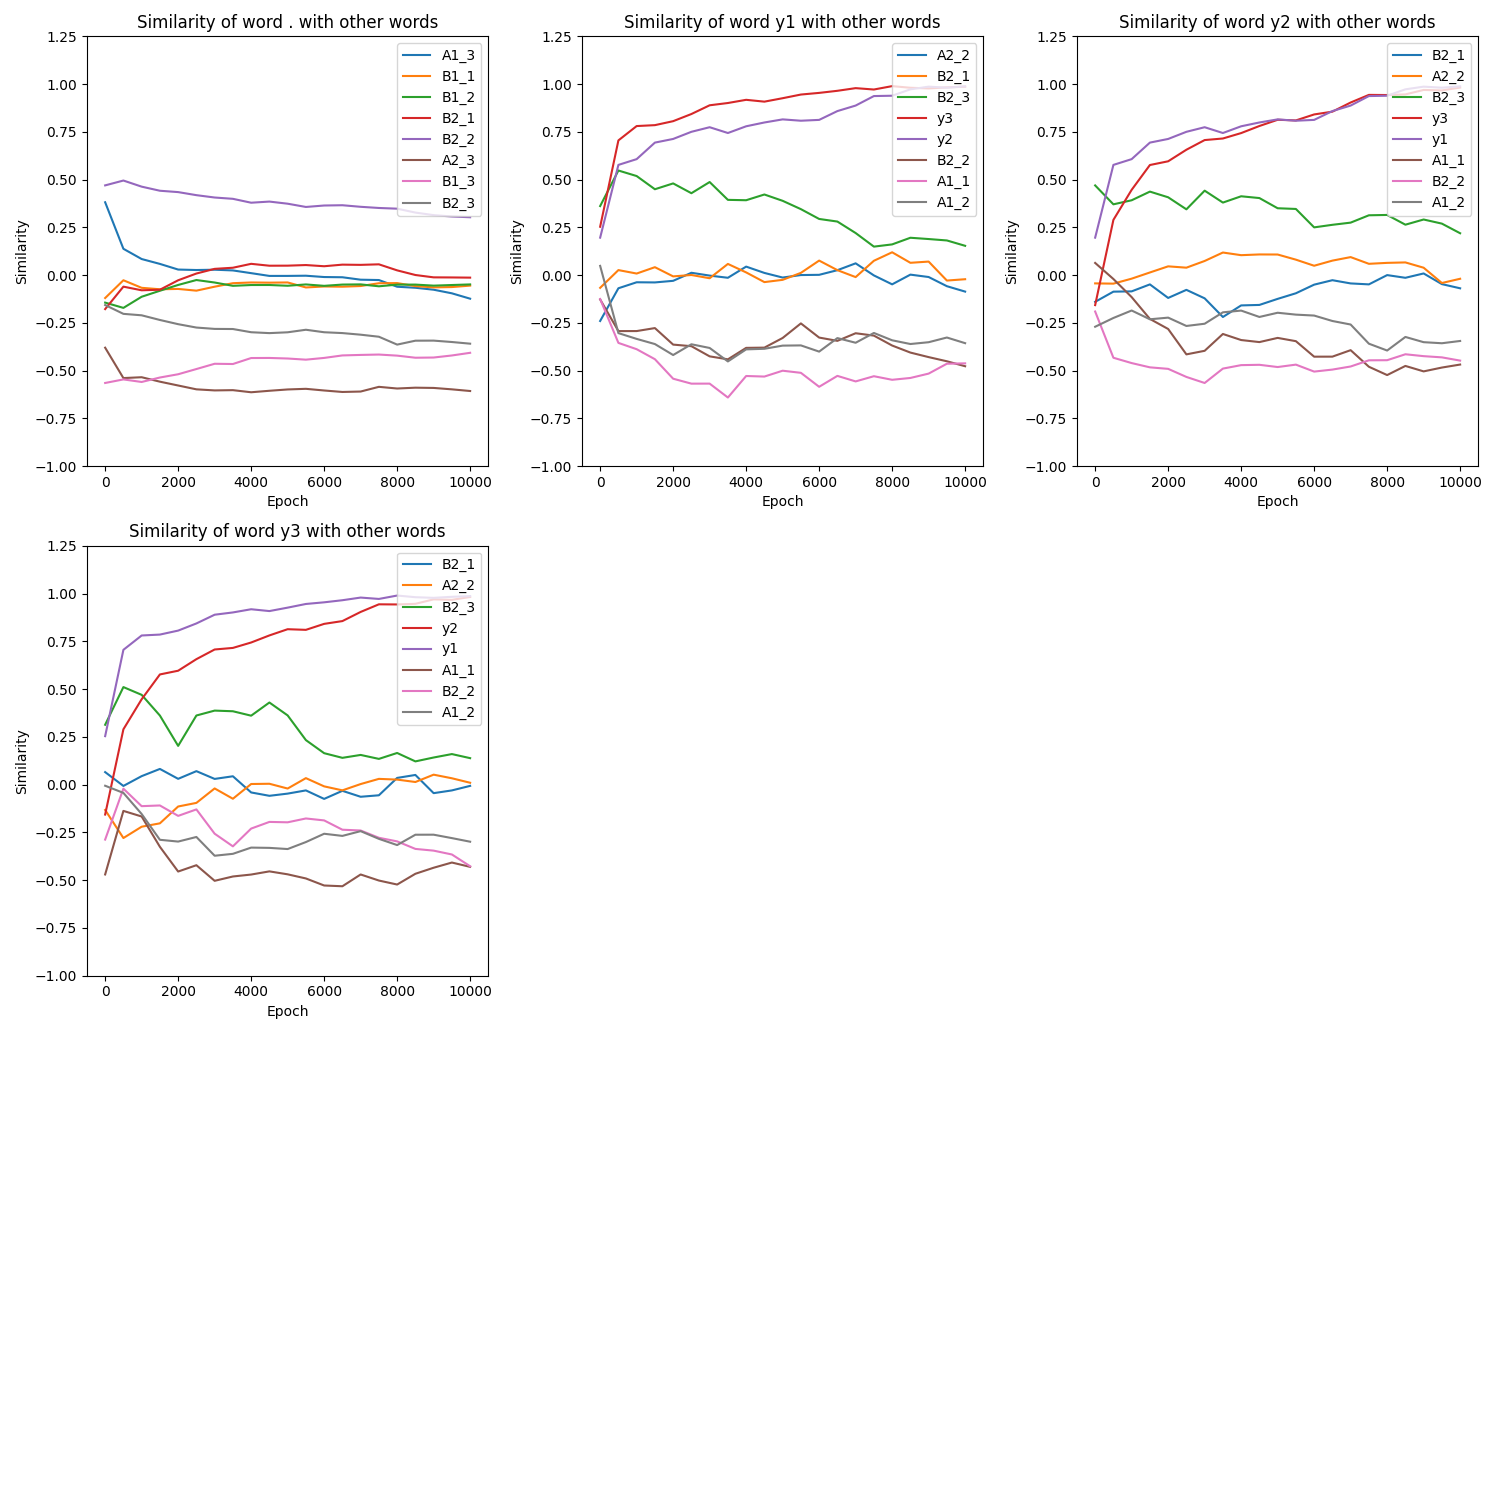 Similarity of word . with other words
1.25
1.00
0.75
0.50
0.25
0.00
−0.25
−0.50
−0.75
−1.00
Similarity
0 2000 4000 6000 8000 10000
Epoch
A1_3
B1_1
B1_2
B2_1
B2_2
A2_3
B1_3
B2_3
Similarity of word y1 with other words
1.25
1.00
0.75
0.50
0.25
0.00
−0.25
−0.50
−0.75
−1.00
Similarity
0 2000 4000 6000 8000 10000
Epoch
A2_2
B2_1
B2_3
y3
y2
B2_2
A1_1
A1_2
Similarity of word y2 with other words
1.25
1.00
0.75
0.50
0.25
0.00
−0.25
−0.50
−0.75
−1.00
Similarity
0 2000 4000 6000 8000 10000
Epoch
B2_1
A2_2
B2_3
y3
y1
A1_1
B2_2
A1_2
Similarity of word y3 with other words
1.25
1.00
0.75
0.50
0.25
0.00
−0.25
−0.50
−0.75
−1.00
Similarity
0 2000 4000 6000 8000 10000
Epoch
B2_1
A2_2
B2_3
y2
y1
A1_1
B2_2
A1_2